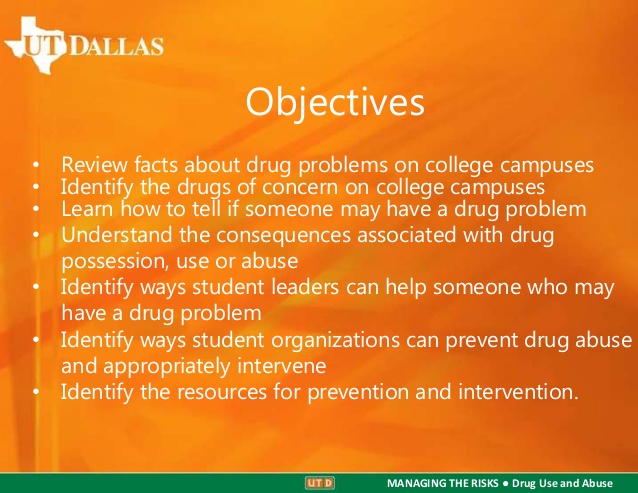 UT DALLAS
Objectives
• Review facts about drug problems on college campuses
• Identify the drugs of concern on college campuses
• Learn how to tell if someone may have a drug problem
• Understand the consequences associated with drug
possession, use or abuse
• Identify ways student leaders can help someone who may
have a drug problem
• Identify ways student organizations can prevent drug abuse
and appropriately intervene
• Identify the resources for prevention and intervention.
UT D
MANAGING THE RISKS ● Drug Use and Abuse